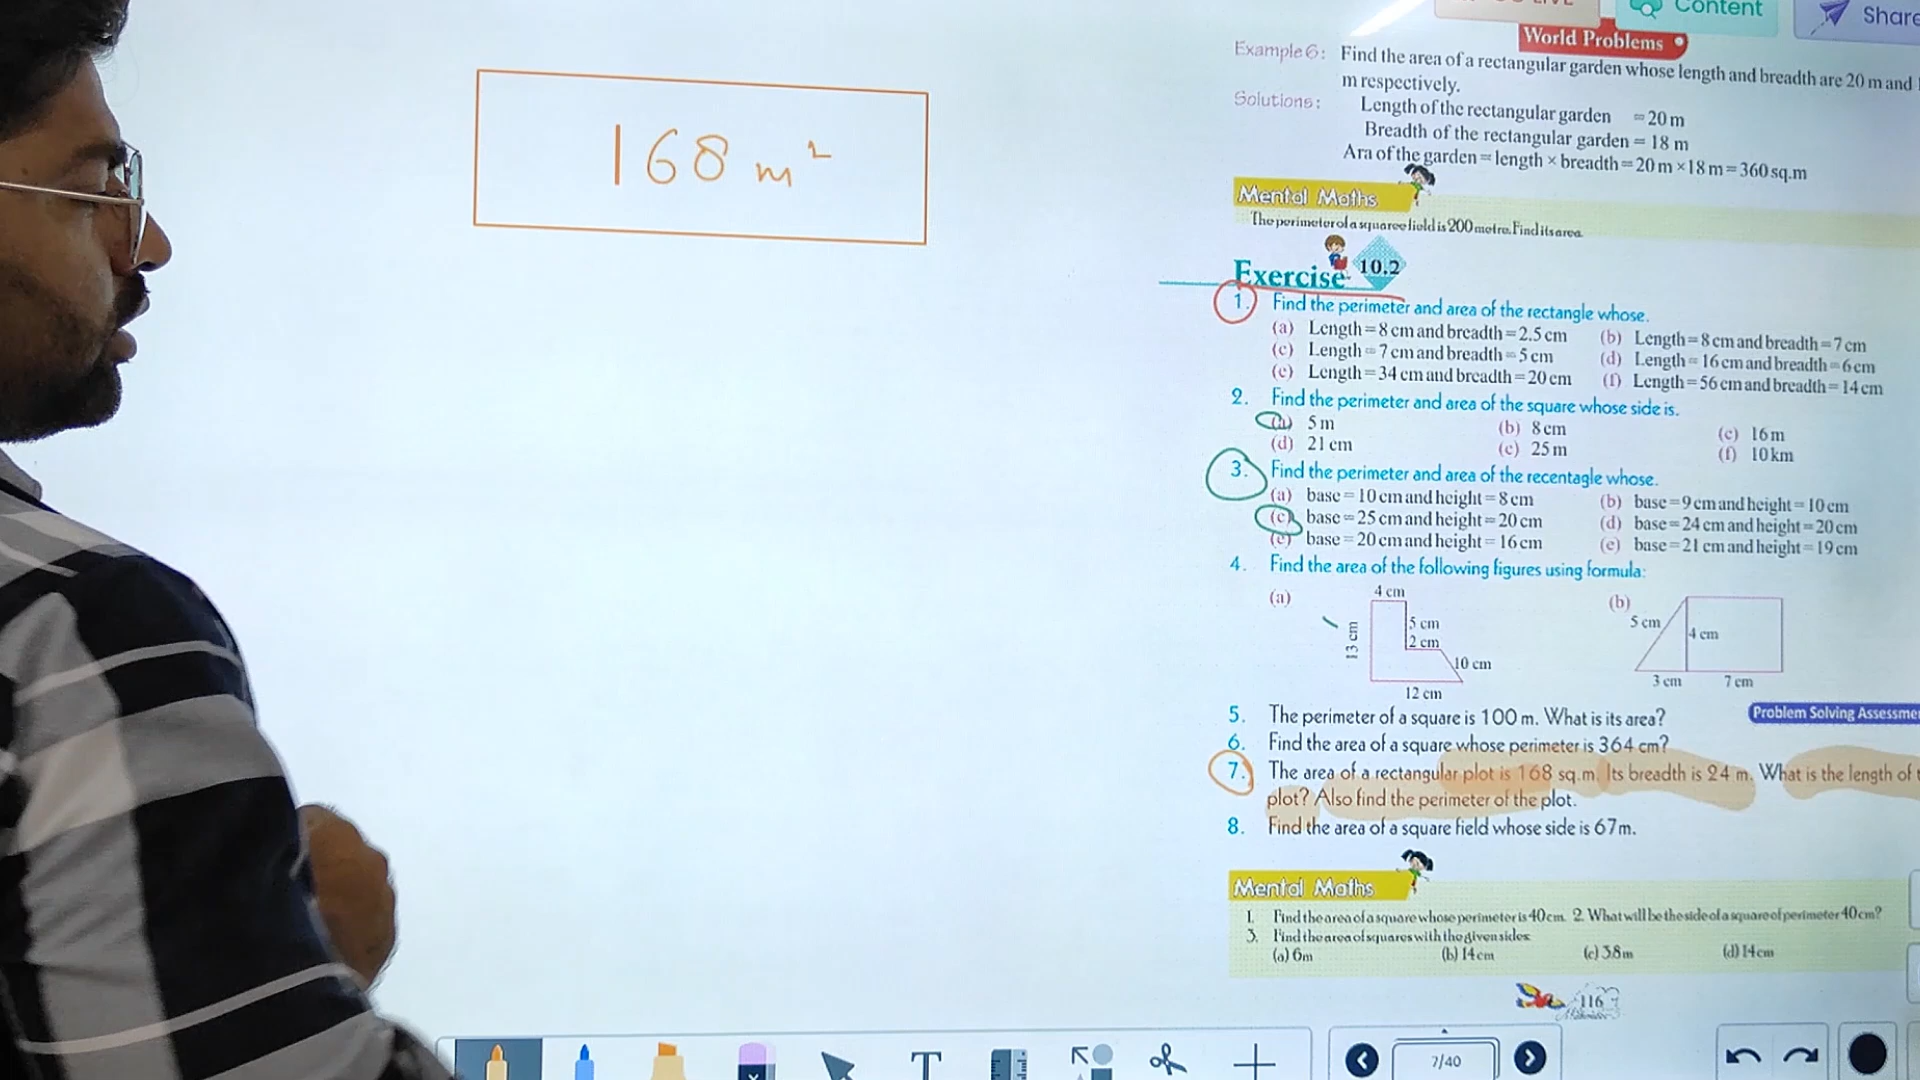 168 m²
Content
Share
World Problems
Example 6: Find the area of a rectangular garden whose length and breadth are 20 m and
m respectively.
Solutions: Length of the rectangular garden = 20 m
Breadth of the rectangular garden = 18 m
Ara of the garden = length × breadth = 20 m × 18 m = 360 sq.m
Mental Maths
The perimeter of a square field is 200 metre. Find its area.
Exercise 10.2
1. Find the perimeter and area of the rectangle whose.
(a) Length = 8 cm and breadth = 2.5 cm (b) Length = 8 cm and breadth = 7 cm
(c) Length = 7 cm and breadth = 5 cm (d) Length = 16 cm and breadth = 6 cm
(e) Length = 34 cm and breadth = 20 cm (f) Length = 56 cm and breadth = 14 cm
2. Find the perimeter and area of the square whose side is.
(a) 5 m (b) 8 cm (c) 16 m
(d) 21 cm (e) 25 m (f) 10 km
3. Find the perimeter and area of the recentagle whose.
(a) base = 10 cm and height = 8 cm (b) base = 9 cm and height = 10 cm
(c) base = 25 cm and height = 20 cm (d) base = 24 cm and height = 20 cm
(e) base = 20 cm and height = 16 cm (e) base = 21 cm and height = 19 cm
4. Find the area of the following figures using formula:
(a) 4 cm 5 cm 2 cm 13 cm 10 cm 12 cm
(b) 5 cm 4 cm 3 cm 7 cm
5. The perimeter of a square is 100 m. What is its area?
Problem Solving Assessme
6. Find the area of a square whose perimeter is 364 cm?
7. The area of a rectangular plot is 168 sq.m. Its breadth is 24 m. What is the length of
plot? Also find the perimeter of the plot.
8. Find the area of a square field whose side is 67 m.
Mental Maths
1. Find the area of a square whose perimeter is 40 cm. 2. What will be the side of a square of perimeter 40 cm?
3. Find the area of squares with the given sides:
(a) 6 m (b) 14 cm (c) 38 m (d) 14 cm
116
T
7/40